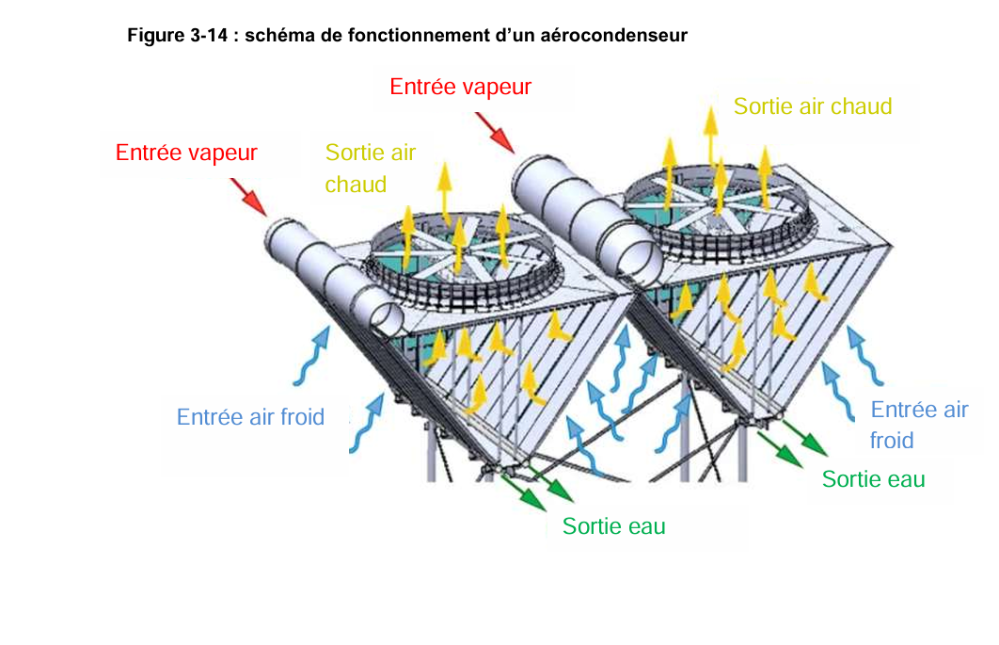 Figure 3-14 : schéma de fonctionnement d’un aérocondenseur
Entrée vapeur
Sortie air chaud
Entrée vapeur
Sortie air
chaud
Entrée air froid
Entrée air
froid
Sortie eau
Sortie eau